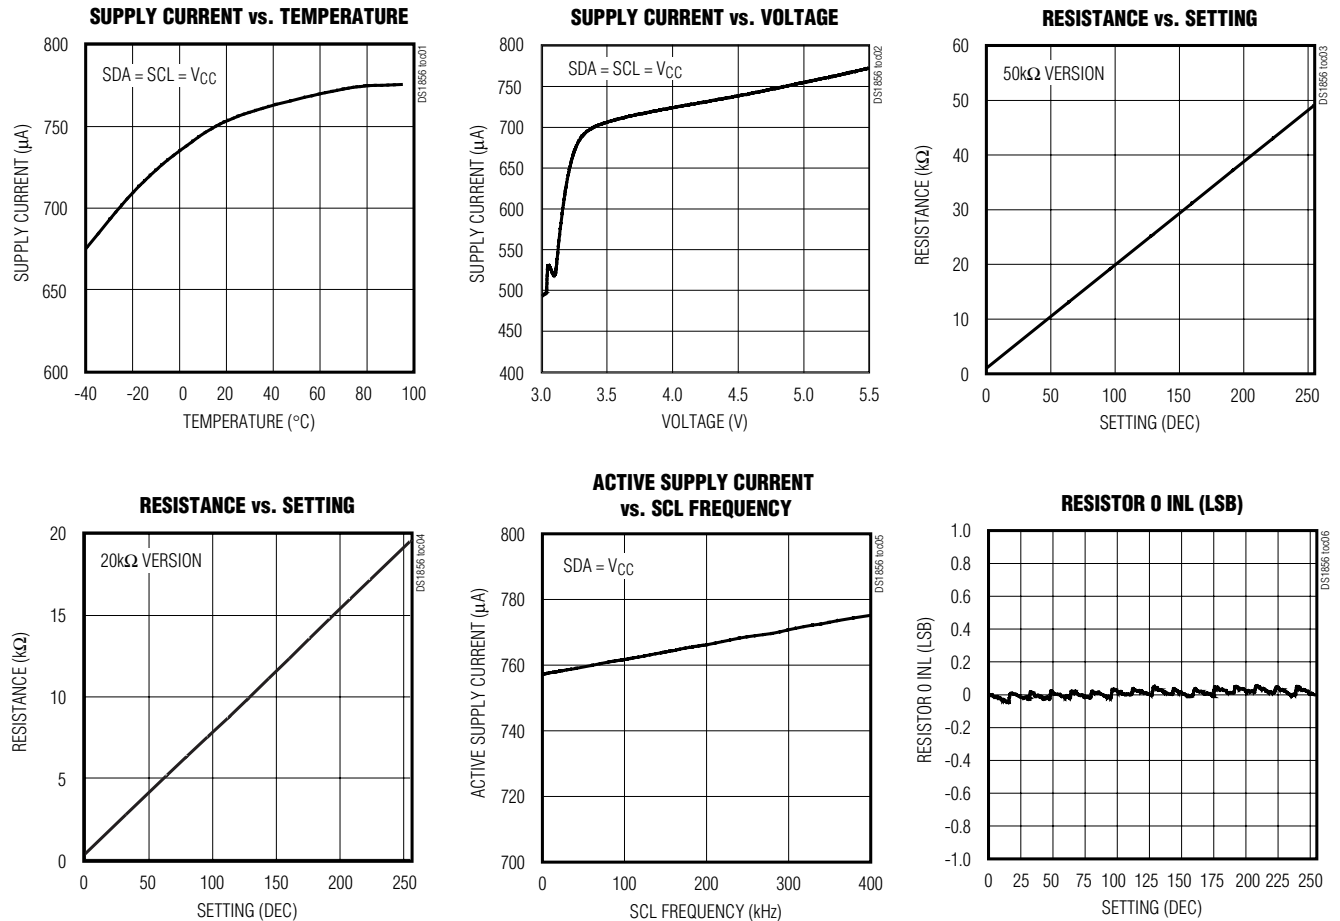 SUPPLY CURRENT vs. TEMPERATURE
800
750
700
650
600
SUPPLY CURRENT (μA)
SDA = SCL = VCC
DS1856 toc01
-40 -20 0 20 40 60 80 100
TEMPERATURE (°C)
SUPPLY CURRENT vs. VOLTAGE
800
750
700
650
600
550
500
450
400
SUPPLY CURRENT (μA)
SDA = SCL = VCC
DS1856 toc02
3.0 3.5 4.0 4.5 5.0 5.5
VOLTAGE (V)
RESISTANCE vs. SETTING
60
50
40
30
20
10
0
RESISTANCE (kΩ)
50kΩ VERSION
DS1856 toc03
0 50 100 150 200 250
SETTING (DEC)
RESISTANCE vs. SETTING
20
15
10
5
0
RESISTANCE (kΩ)
20kΩ VERSION
DS1856 toc04
0 50 100 150 200 250
SETTING (DEC)
ACTIVE SUPPLY CURRENT
vs. SCL FREQUENCY
800
780
760
740
720
700
ACTIVE SUPPLY CURRENT (μA)
SDA = VCC
DS1856 toc05
0 100 200 300 400
SCL FREQUENCY (kHz)
RESISTOR 0 INL (LSB)
1.0
0.8
0.6
0.4
0.2
0
-0.2
-0.4
-0.6
-0.8
-1.0
RESISTOR 0 INL (LSB)
DS1856 toc06
0 25 50 75 100 125 150 175 200 225 250
SETTING (DEC)